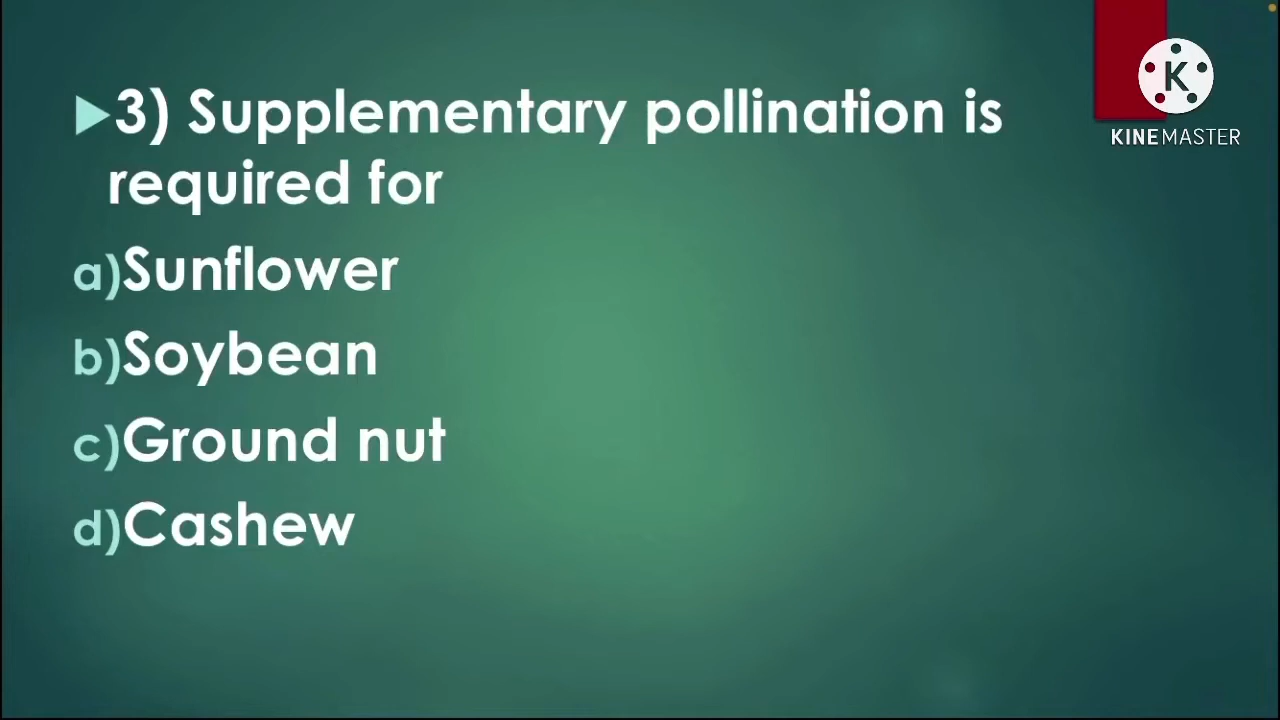 3) Supplementary pollination is
required for
a)Sunflower
b)Soybean
c)Ground nut
d)Cashew
K
KINEMASTER